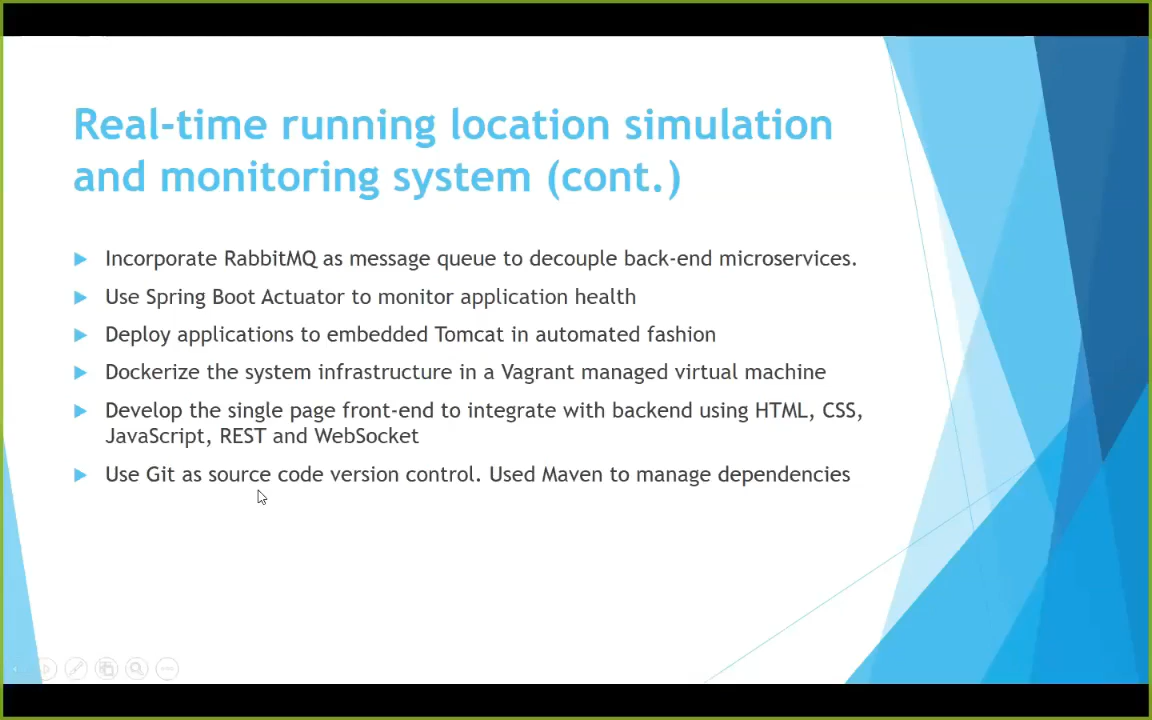 Real-time running location simulation
and monitoring system (cont.)
Incorporate RabbitMQ as message queue to decouple back-end microservices.
Use Spring Boot Actuator to monitor application health
Deploy applications to embedded Tomcat in automated fashion
Dockerize the system infrastructure in a Vagrant managed virtual machine
Develop the single page front-end to integrate with backend using HTML, CSS,
JavaScript, REST and WebSocket
Use Git as source code version control. Used Maven to manage dependencies